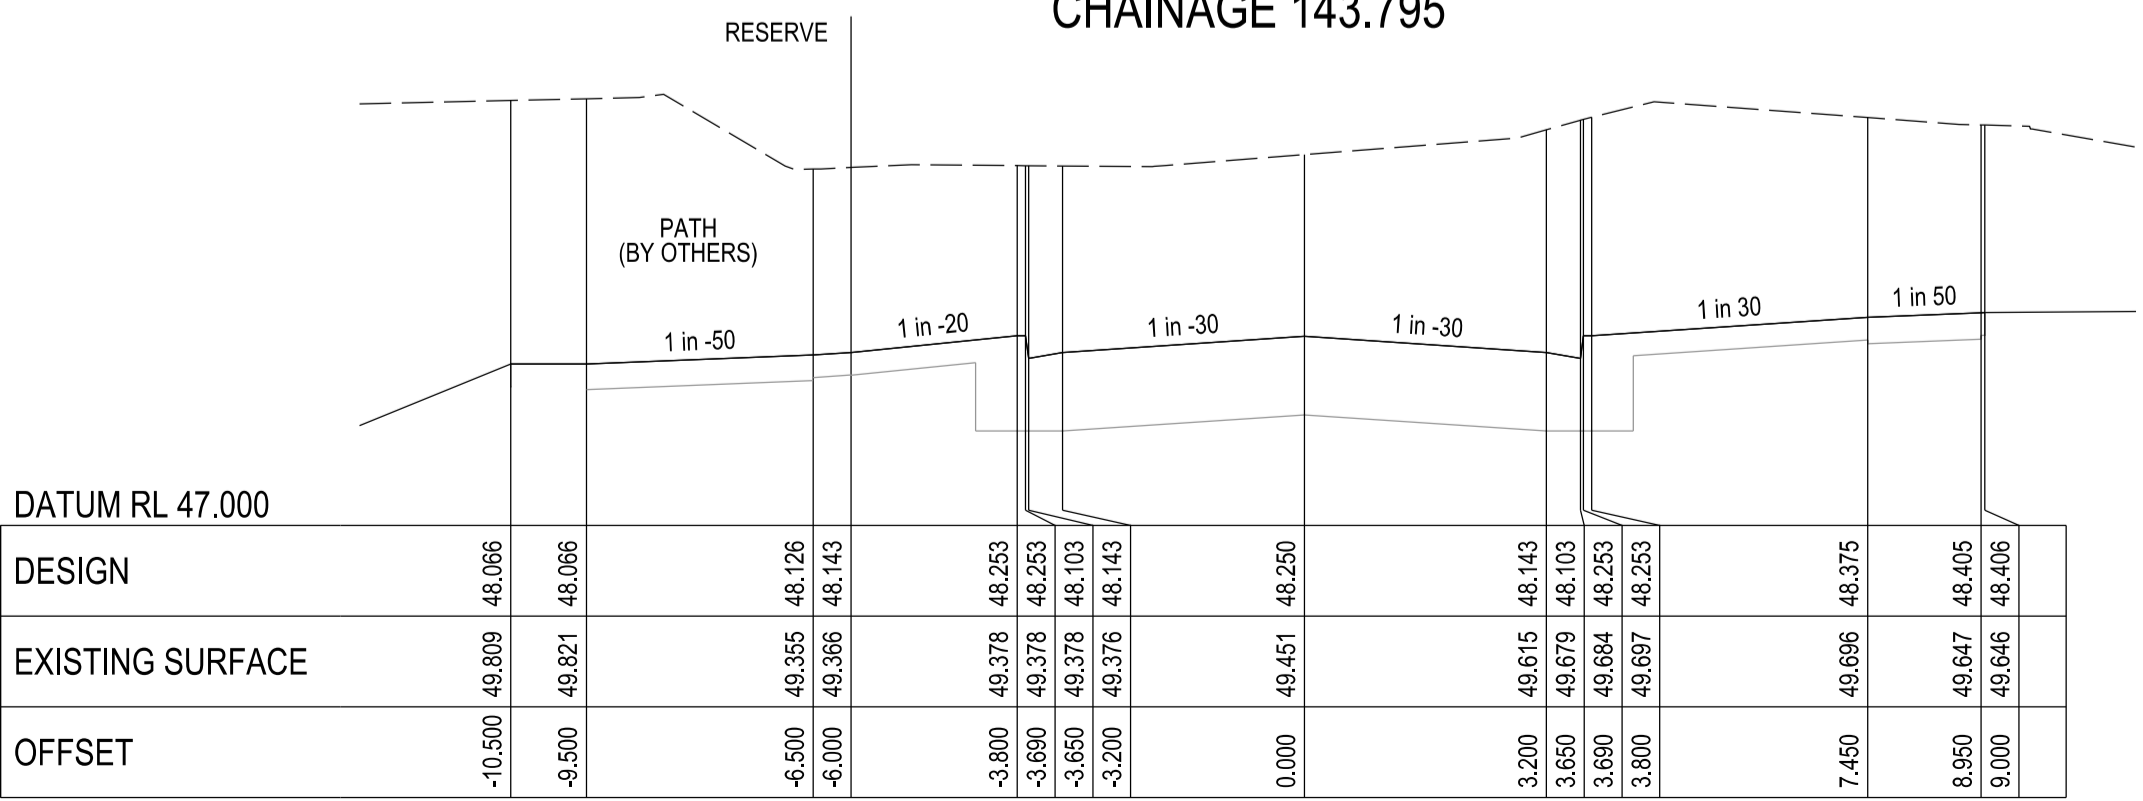 CHAINAGE 143.795
RESERVE
PATH
(BY OTHERS)
1 in -50
1 in -20
1 in -30
1 in -30
1 in 30
1 in 50
DATUM RL 47.000
DESIGN 48.066 48.066 48.126 48.143 48.253 48.253 48.103 48.143 48.250 48.143 48.103 48.253 48.253 48.375 48.405 48.406
EXISTING SURFACE 49.809 49.821 49.355 49.366 49.378 49.378 49.378 49.376 49.451 49.615 49.679 49.684 49.697 49.696 49.647 49.646
OFFSET -10.500 -9.500 -6.500 -6.000 -3.800 -3.690 -3.650 -3.200 0.000 3.200 3.650 3.690 3.800 7.450 8.950 9.000